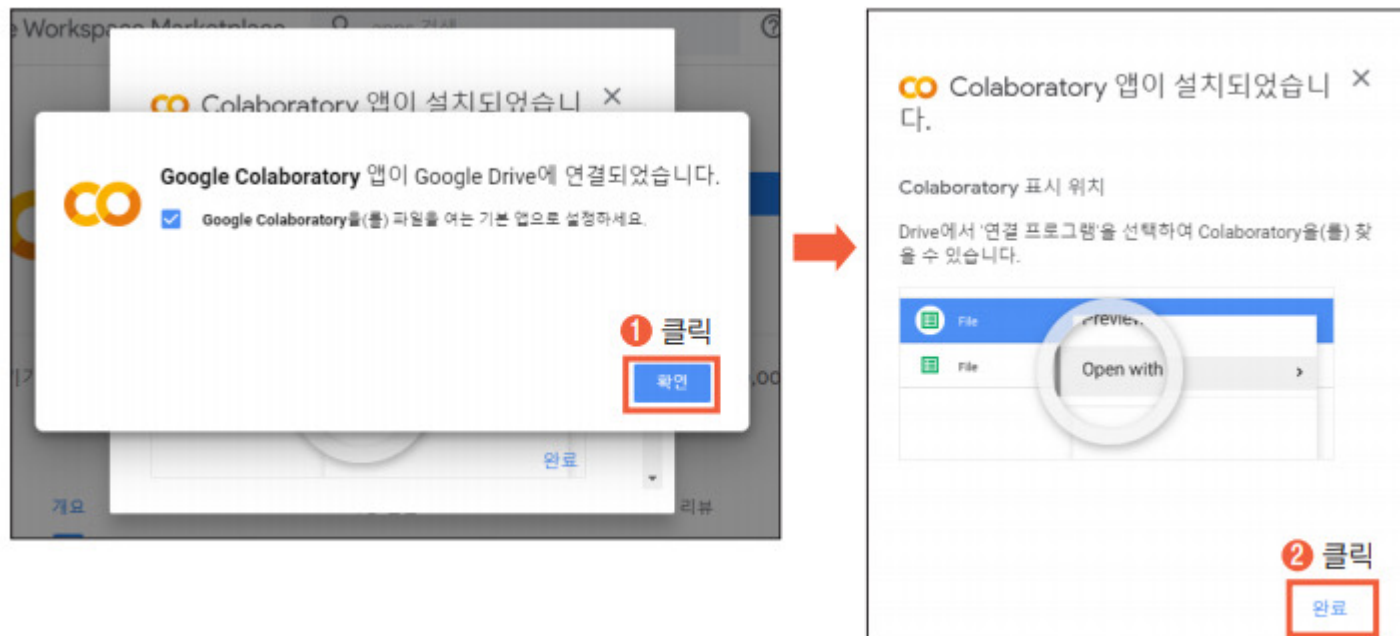 Workspace Marketplace
Colaboratory 앱이 설치되었습니
Google Colaboratory 앱이 Google Drive에 연결되었습니다.
Google Colaboratory을(를) 파일을 여는 기본 앱으로 설정하세요.
1 클릭
확인
완료
개요
리뷰
CO Colaboratory 앱이 설치되었습니
다.
Colaboratory 표시 위치
Drive에서 '연결 프로그램'을 선택하여 Colaboratory을(를) 찾
을 수 있습니다.
File
Preview
File
Open with
2 클릭
완료